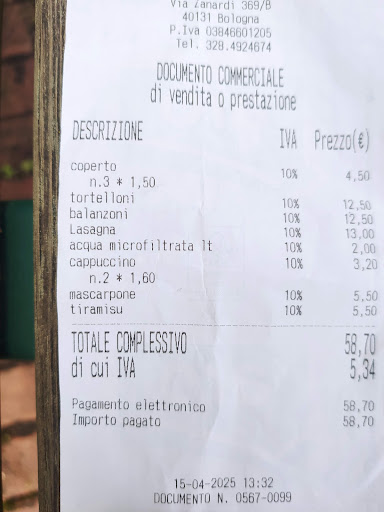 Via Zanardi 369/B
40131 Bologna
P.Iva 03846601205
Tel. 328.4924674
DOCUMENTO COMMERCIALE
di vendita o prestazione
DESCRIZIONE IVA Prezzo(€)
coperto
n.3 * 1,50 10% 4,50
tortelloni 10% 12,50
balanzoni 10% 12,50
Lasagna 10% 13,00
acqua microfiltrata lt 10% 2,00
cappuccino 10% 3,20
n.2 * 1,60
mascarpone 10% 5,50
tiramisu 10% 5,50
TOTALE COMPLESSIVO 58,70
di cui IVA 5,34
Pagamento elettronico 58,70
Importo pagato 58,70
15-04-2025 13:32
DOCUMENTO N. 0567-0099